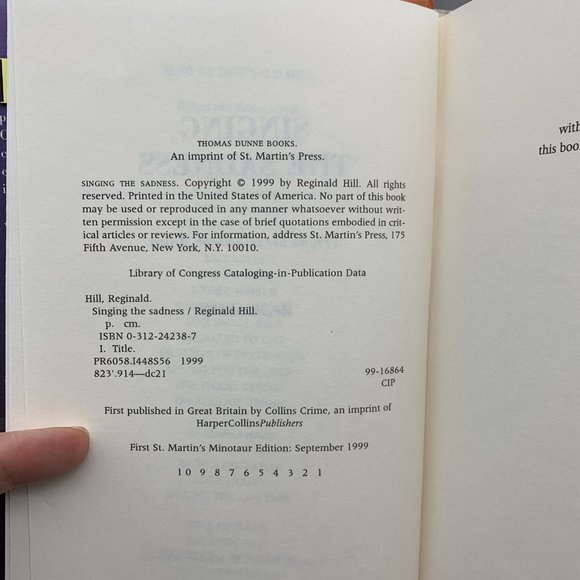 THOMAS DUNNE BOOKS.
An imprint of St. Martin's Press.
SINGING THE SADNESS. Copyright © 1999 by Reginald Hill. All rights
reserved. Printed in the United States of America. No part of this book
may be used or reproduced in any manner whatsoever without writ-
ten permission except in the case of brief quotations embodied in crit-
ical articles or reviews. For information, address St. Martin's Press, 175
Fifth Avenue, New York, N.Y. 10010.
Library of Congress Cataloging-in-Publication Data
Hill, Reginald.
Singing the sadness / Reginald Hill.
p. cm.
ISBN 0-312-24238-7
I. Title.
PR6058.I448S56 1999
823'.914—dc21 99-16864
CIP
First published in Great Britain by Collins Crime, an imprint of
HarperCollinsPublishers
First St. Martin's Minotaur Edition: September 1999
10 9 8 7 6 5 4 3 2 1
with
this boo